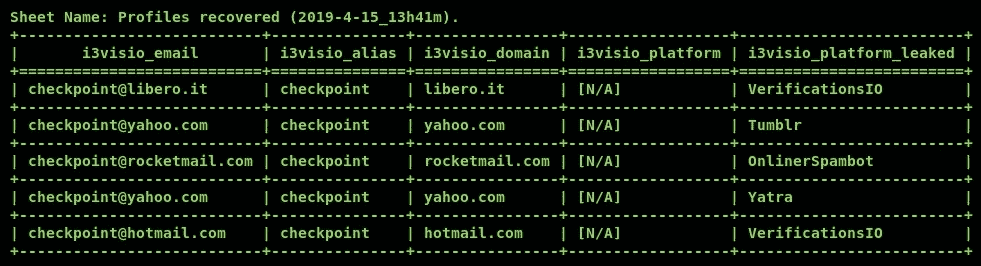 Sheet Name: Profiles recovered (2019-4-15_13h41m).
+---------------------------+---------------+----------------+------------------+-------------------------+
|       i3visio_email       | i3visio_alias | i3visio_domain | i3visio_platform | i3visio_platform_leaked |
+===========================+===============+================+==================+=========================+
| checkpoint@libero.it      | checkpoint    | libero.it      | [N/A]            | VerificationsIO         |
+---------------------------+---------------+----------------+------------------+-------------------------+
| checkpoint@yahoo.com      | checkpoint    | yahoo.com      | [N/A]            | Tumblr                  |
+---------------------------+---------------+----------------+------------------+-------------------------+
| checkpoint@rocketmail.com | checkpoint    | rocketmail.com | [N/A]            | OnlinerSpambot          |
+---------------------------+---------------+----------------+------------------+-------------------------+
| checkpoint@yahoo.com      | checkpoint    | yahoo.com      | [N/A]            | Yatra                   |
+---------------------------+---------------+----------------+------------------+-------------------------+
| checkpoint@hotmail.com    | checkpoint    | hotmail.com    | [N/A]            | VerificationsIO         |
+---------------------------+---------------+----------------+------------------+-------------------------+